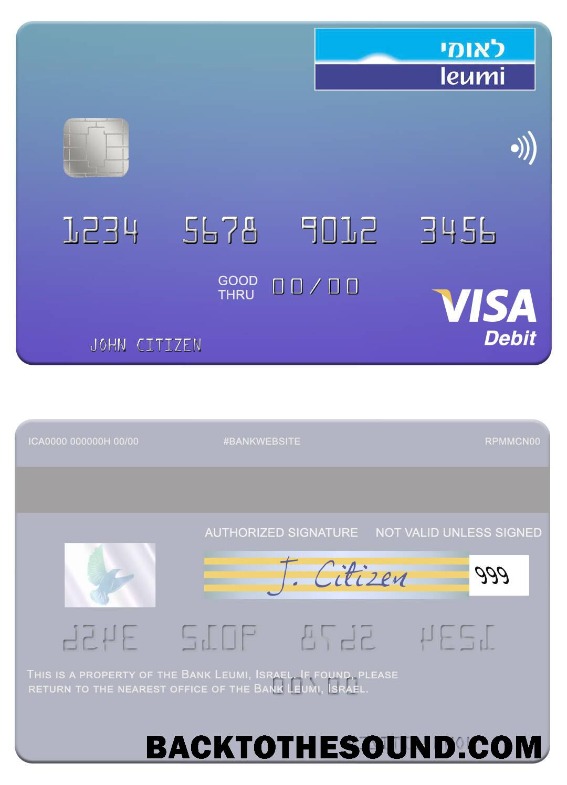 לאומי
leumi
1234 5678 9012 3456
GOOD THRU 00/00
VISA
Debit
JOHN CITIZEN
ICA0000 000000H 00/00 #BANKWEBSITE RPMMCN00
AUTHORIZED SIGNATURE NOT VALID UNLESS SIGNED
J. Citizen 999
THIS IS A PROPERTY OF THE BANK LEUMI, ISRAEL. IF FOUND, PLEASE
RETURN TO THE NEAREST OFFICE OF THE BANK LEUMI, ISRAEL.
BACKTOTHESOUND.COM